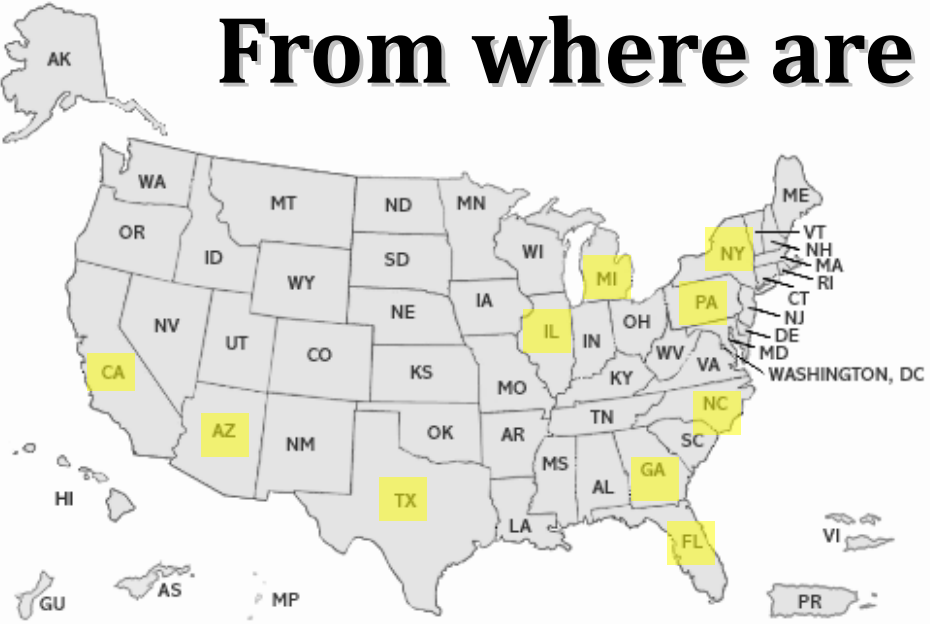 From where are
AK
WA
MT
ND
MN
ME
OR
ID
SD
WI
VT
NH
NY
MA
WY
MI
RI
IA
PA
CT
NV
NE
IL
OH
NJ
UT
CO
IN
DE
WV
MD
CA
KS
KY
VA
WASHINGTON, DC
MO
NC
AZ
NM
OK
AR
TN
SC
HI
TX
MS
AL
GA
LA
FL
VI
GU
AS
MP
PR